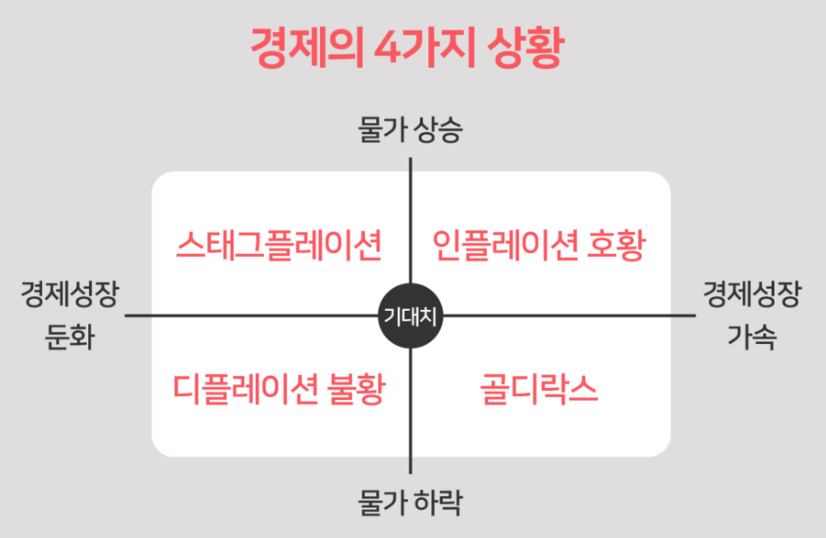 경제의 4가지 상황
물가 상승
스태그플레이션
인플레이션 호황
경제성장
둔화
기대치
경제성장
가속
디플레이션 불황
골디락스
물가 하락